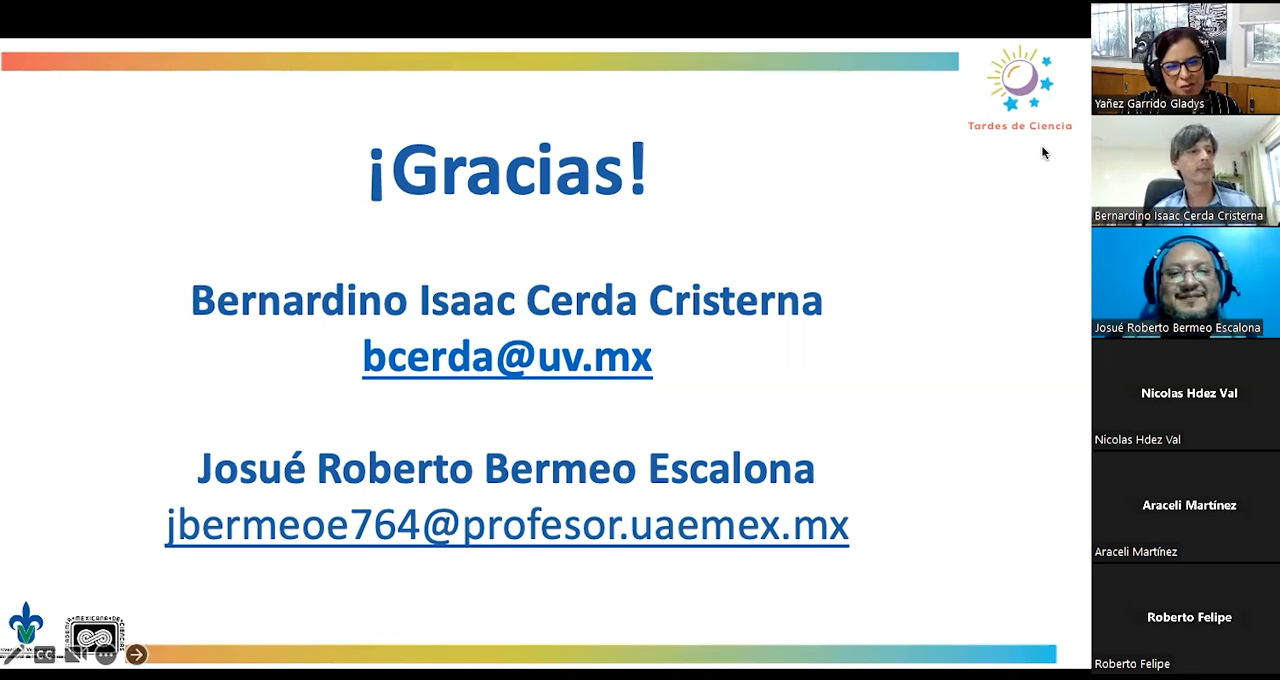 Tardes de Ciencia
¡Gracias!
Bernardino Isaac Cerda Cristerna
bcerda@uv.mx
Josué Roberto Bermeo Escalona
jbermeoe764@profesor.uaemex.mx
CC
Yañez Garrido Gladys
Bernardino Isaac Cerda Cristerna
Josué Roberto Bermeo Escalona
Nicolas Hdez Val
Nicolas Hdez Val
Araceli Martínez
Araceli Martínez
Roberto Felipe
Roberto Felipe